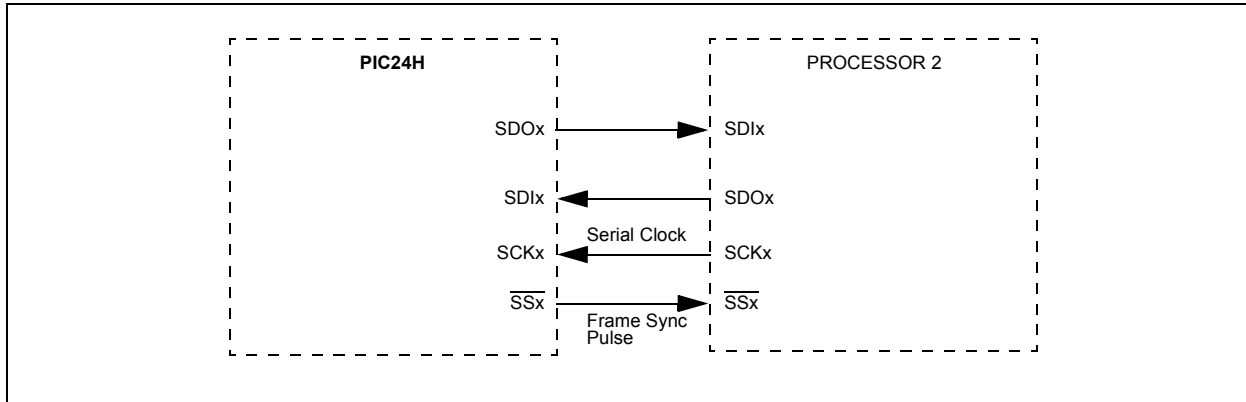 PIC24H
PROCESSOR 2
SDOx
SDIx
SDIx
SDOx
Serial Clock
SCKx
SCKx
SSx
SSx
Frame Sync
Pulse